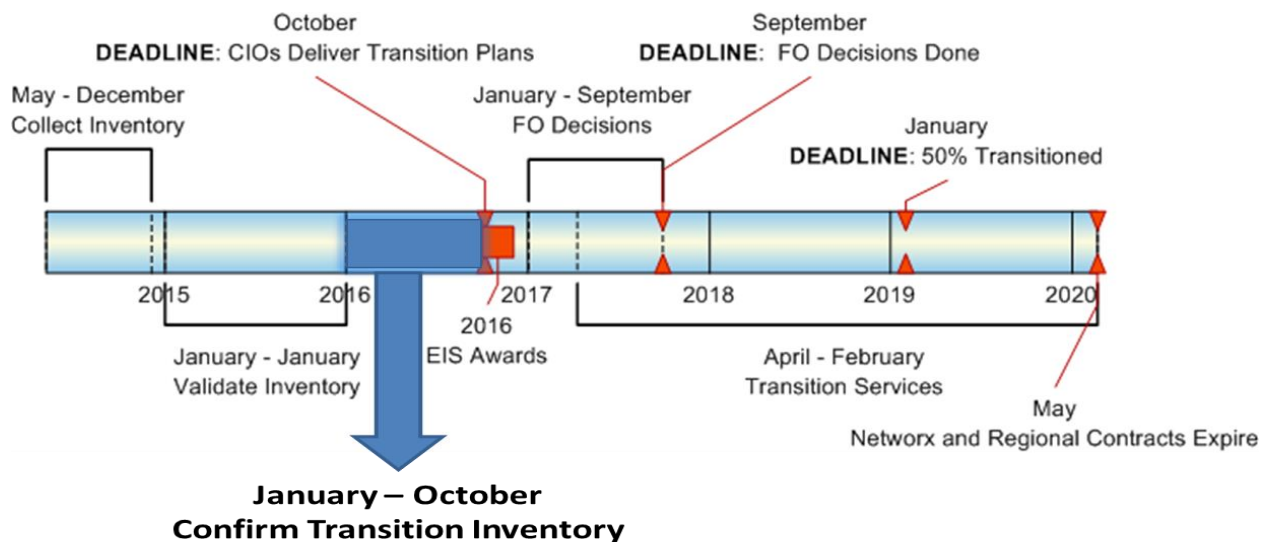 October
DEADLINE: CIOs Deliver Transition Plans
September
DEADLINE: FO Decisions Done
May - December
Collect Inventory
January - September
FO Decisions
January
DEADLINE: 50% Transitioned
2015
2016
2017
2018
2019
2020
January - January
Validate Inventory
2016
EIS Awards
April - February
Transition Services
May
Networx and Regional Contracts Expire
January – October
Confirm Transition Inventory